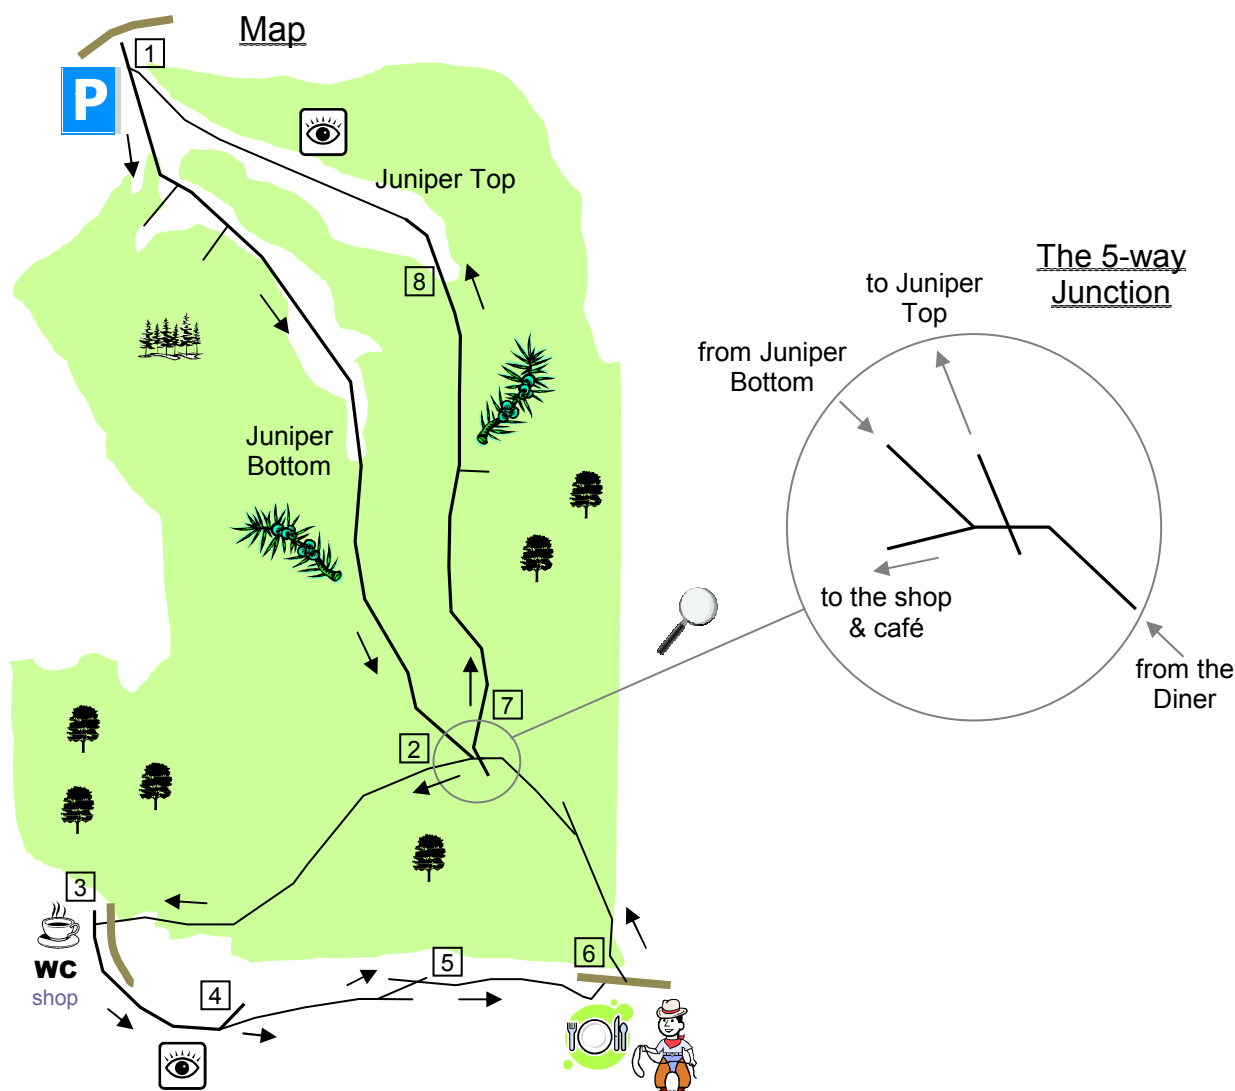 Map
1
P
Juniper Top
8
Juniper
Bottom
7
2
3
WC
shop
4
5
6
The 5-way
Junction
to Juniper
Top
from Juniper
Bottom
to the shop
& café
from the
Diner